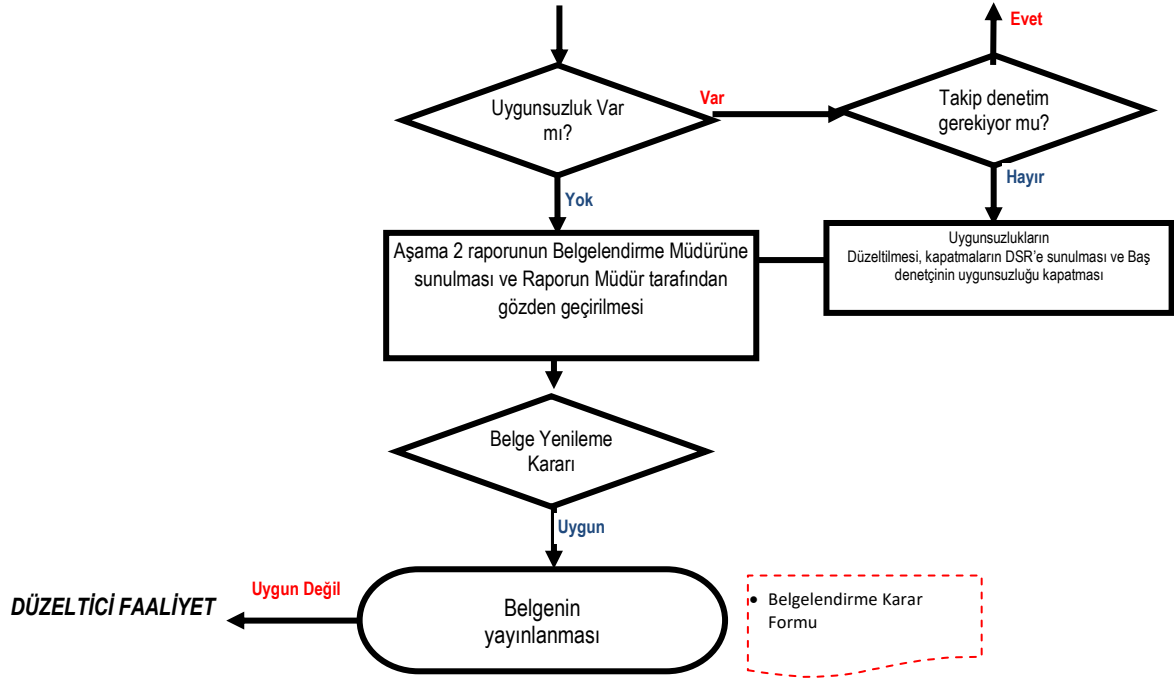 Evet
Uygunsuzluk Var
mı?
Var
Takip denetim
gerekiyor mu?
Yok
Hayır
Aşama 2 raporunun Belgelendirme Müdürüne
sunulması ve Raporun Müdür tarafından
gözden geçirilmesi
Uygunsuzlukların
Düzeltilmesi, kapatmaların DSR'e sunulması ve Baş
denetçinin uygunsuzluğu kapatması
Belge Yenileme
Kararı
Uygun
Uygun Değil
DÜZELTİCİ FAALİYET
Belgenin
yayınlanması
• Belgelendirme Karar
Formu